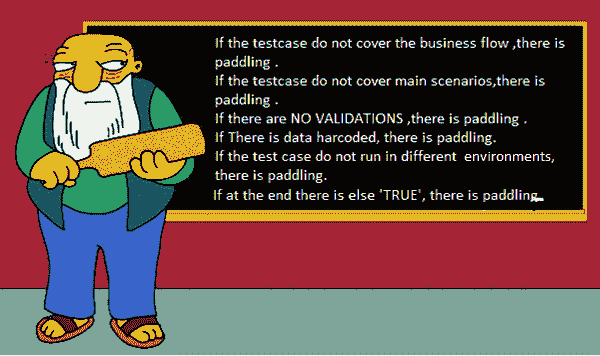 If the testcase do not cover the business flow ,there is
paddling .
If the testcase do not cover main scenarios,there is
paddling .
If there are NO VALIDATIONS ,there is paddling .
If There is data harcoded, there is paddling.
If the test case do not run in different environments,
there is paddling.
If at the end there is else 'TRUE', there is paddling